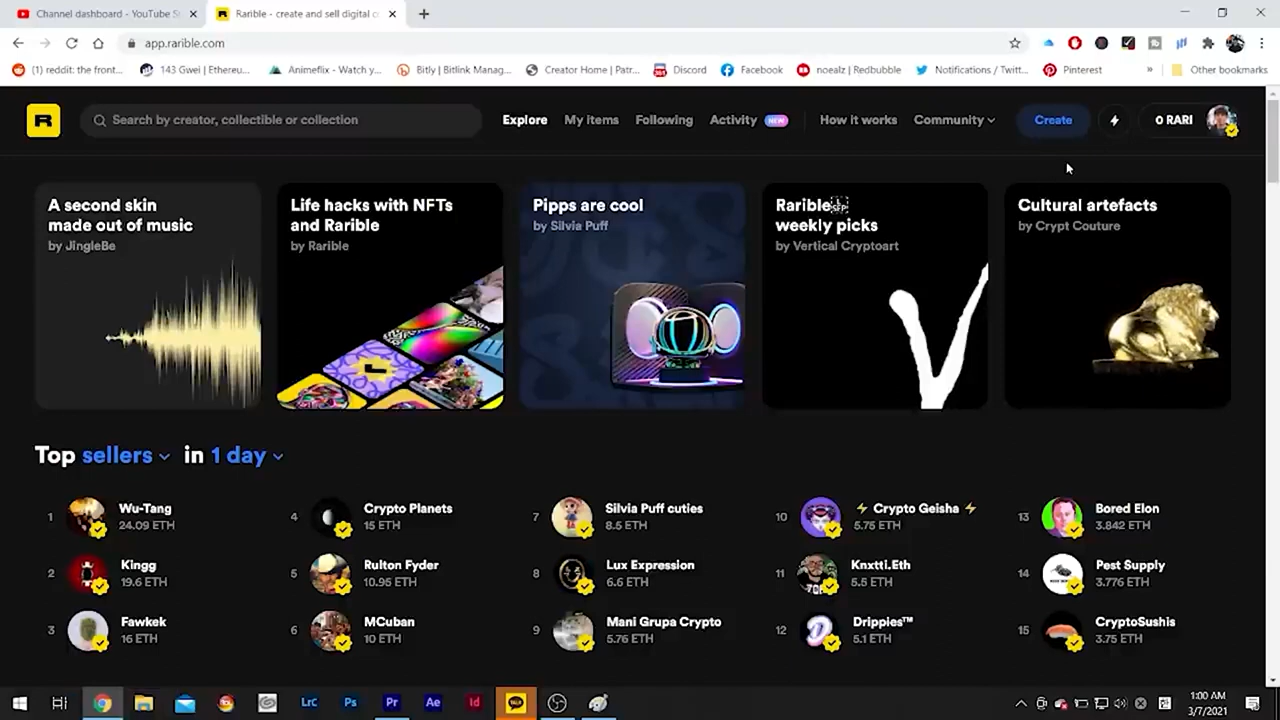 Channel dashboard - YouTube St
Rarible - create and sell digital c
app.rarible.com
(1) reddit: the front...
143 Gwei | Ethereu...
Animeflix - Watch y...
Bitly | Bitlink Manag...
Creator Home | Patr...
Discord
Facebook
noealz | Redbubble
Notifications / Twitt...
Pinterest
»
Other bookmarks
R
Search by creator, collectible or collection
Explore
My items
Following
Activity NEW
How it works
Community
Create
0 RARI
A second skin
made out of music
by JingleBe
Life hacks with NFTs
and Rarible
by Rarible
Pipps are cool
by Silvia Puff
Rarible
weekly picks
by Vertical Cryptoart
Cultural artefacts
by Crypt Couture
Top sellers in 1 day
1
Wu-Tang
24.09 ETH
2
Kingg
19.6 ETH
3
Fawkek
16 ETH
4
Crypto Planets
15 ETH
5
Rulton Fyder
10.95 ETH
6
MCuban
10 ETH
7
Silvia Puff cuties
8.5 ETH
8
Lux Expression
6.6 ETH
9
Mani Grupa Crypto
5.76 ETH
10
⚡ Crypto Geisha ⚡
5.75 ETH
11
Knxtti.Eth
5.5 ETH
12
Drippies™
5.1 ETH
13
Bored Elon
3.842 ETH
14
Pest Supply
3.776 ETH
15
CryptoSushis
3.75 ETH
LrC
Ps
Pr
Ae
Id
TALK
1:00 AM
3/7/2021